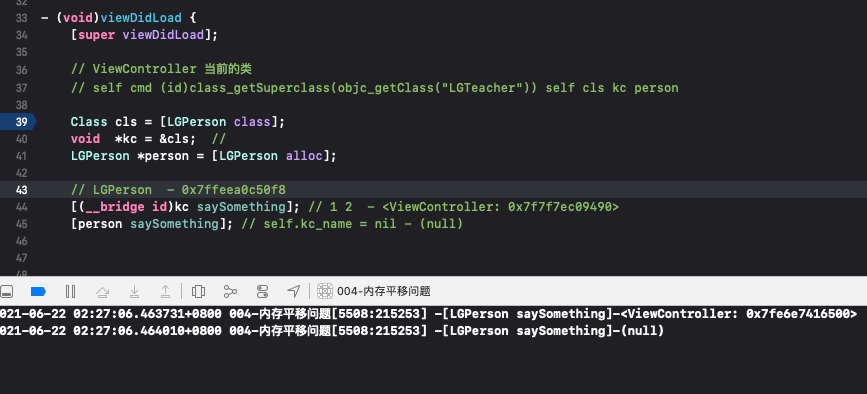 32
33 - (void)viewDidLoad {
34 [super viewDidLoad];
35
36 // ViewController 当前的类
37 // self cmd (id)class_getSuperclass(objc_getClass("LGTeacher")) self cls kc person
38
39 Class cls = [LGPerson class];
40 void  *kc = &cls;  //
41 LGPerson *person = [LGPerson alloc];
42
43 // LGPerson  - 0x7ffeea0c50f8
44 [(__bridge id)kc saySomething]; // 1 2  - <ViewController: 0x7f7f7ec09490>
45 [person saySomething]; // self.kc_name = nil - (null)
46
47
48
004-内存平移问题
021-06-22 02:27:06.463731+0800 004-内存平移问题[5508:215253] -[LGPerson saySomething]-<ViewController: 0x7fe6e7416500>
021-06-22 02:27:06.464010+0800 004-内存平移问题[5508:215253] -[LGPerson saySomething]-(null)